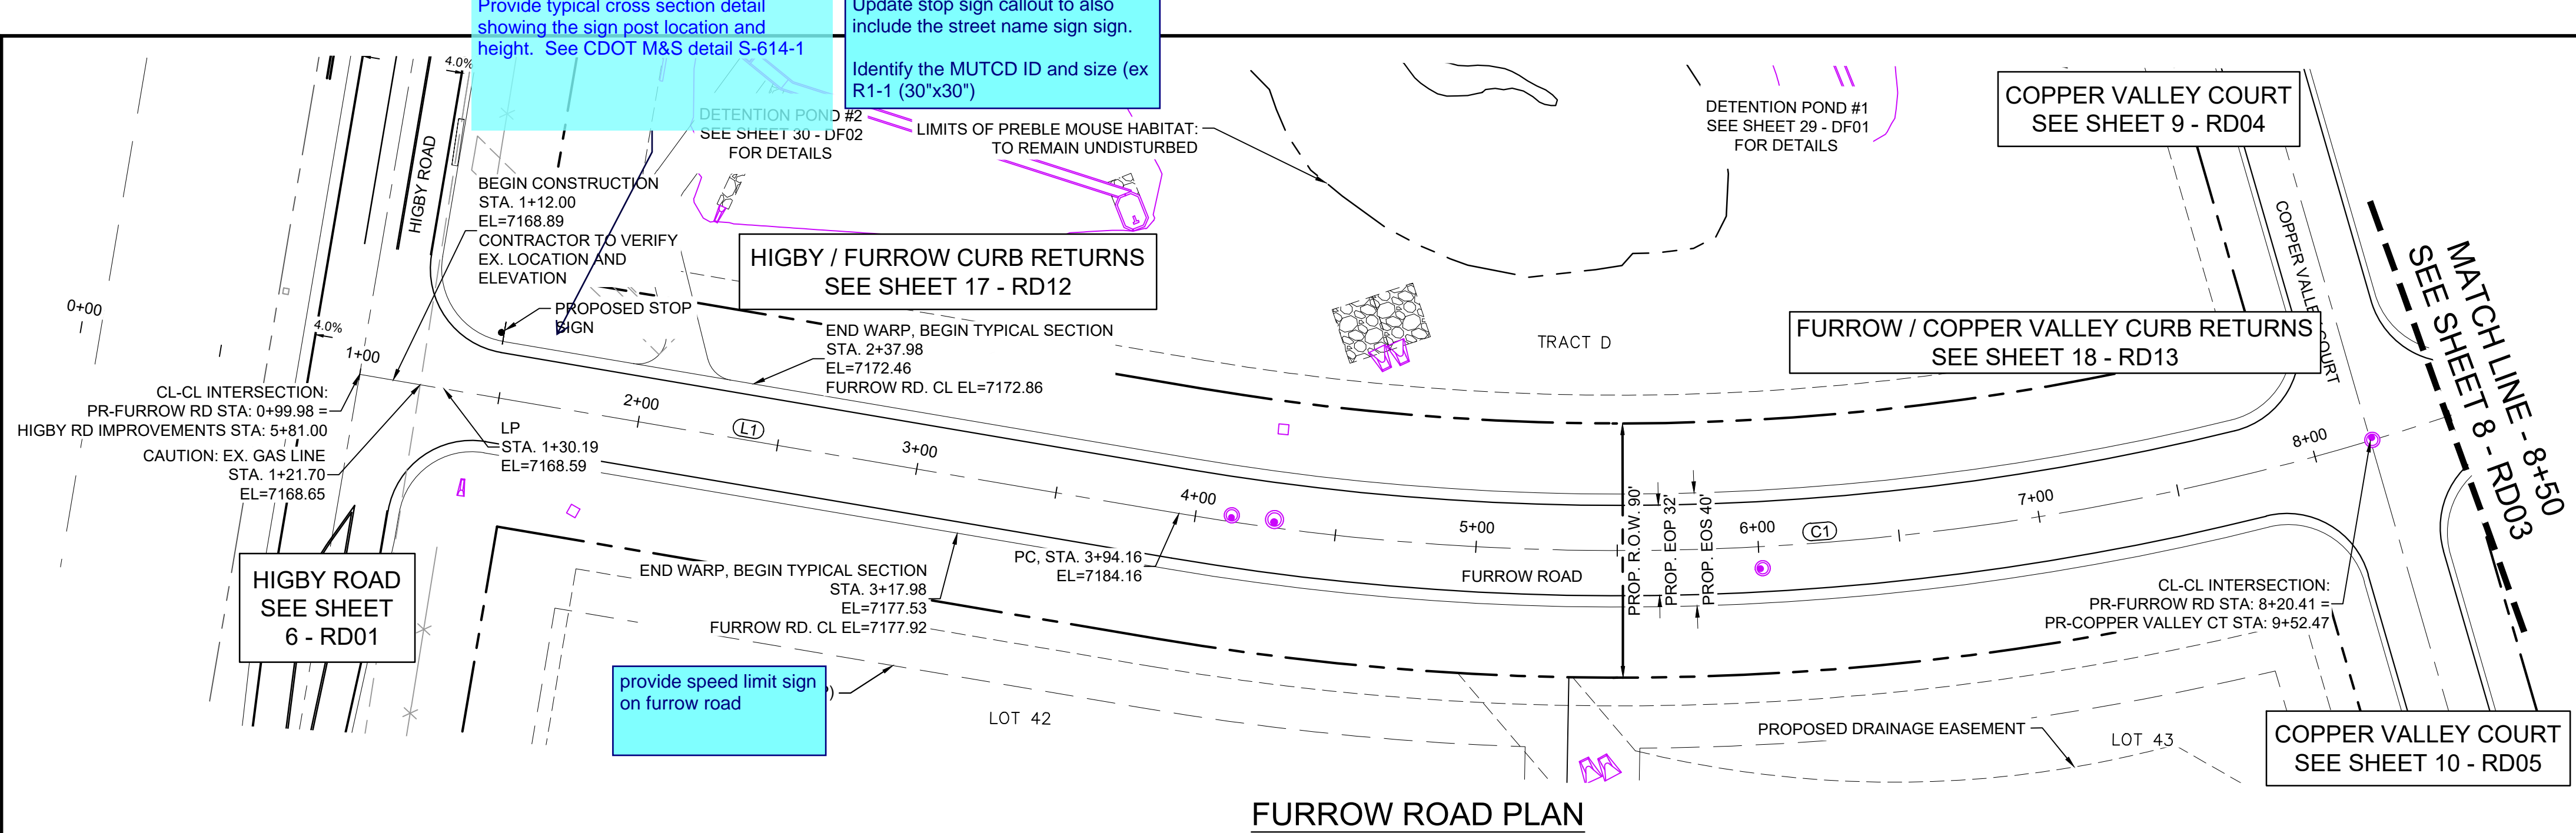 Provide typical cross section detail
showing the sign post location and
height.  See CDOT M&S detail S-614-1
Update stop sign callout to also
include the street name sign sign.
Identify the MUTCD ID and size (ex
R1-1 (30"x30")
4.0%
HIGBY ROAD
DETENTION POND #2
SEE SHEET 30 - DF02
FOR DETAILS
LIMITS OF PREBLE MOUSE HABITAT:
TO REMAIN UNDISTURBED
DETENTION POND #1
SEE SHEET 29 - DF01
FOR DETAILS
COPPER VALLEY COURT
SEE SHEET 9 - RD04
BEGIN CONSTRUCTION
STA. 1+12.00
EL=7168.89
CONTRACTOR TO VERIFY
EX. LOCATION AND
ELEVATION
HIGBY / FURROW CURB RETURNS
SEE SHEET 17 - RD12
COPPER VALLEY COURT
MATCH LINE - 8+50
SEE SHEET 8 - RD03
0+00
4.0%
1+00
PROPOSED STOP
SIGN
END WARP, BEGIN TYPICAL SECTION
STA. 2+37.98
EL=7172.46
FURROW RD. CL EL=7172.86
TRACT D
FURROW / COPPER VALLEY CURB RETURNS
SEE SHEET 18 - RD13
CL-CL INTERSECTION:
PR-FURROW RD STA: 0+99.98 =
HIGBY RD IMPROVEMENTS STA: 5+81.00
CAUTION: EX. GAS LINE
STA. 1+21.70
EL=7168.65
LP
STA. 1+30.19
EL=7168.59
2+00
L1
3+00
4+00
5+00
6+00
C1
7+00
8+00
PROP. R.O.W. 90'
PROP. EOP 32'
PROP. EOS 40'
FURROW ROAD
PC, STA. 3+94.16
EL=7184.16
HIGBY ROAD
SEE SHEET
6 - RD01
END WARP, BEGIN TYPICAL SECTION
STA. 3+17.98
EL=7177.53
FURROW RD. CL EL=7177.92
CL-CL INTERSECTION:
PR-FURROW RD STA: 8+20.41 =
PR-COPPER VALLEY CT STA: 9+52.47
provide speed limit sign
on furrow road
LOT 42
PROPOSED DRAINAGE EASEMENT
LOT 43
COPPER VALLEY COURT
SEE SHEET 10 - RD05
FURROW ROAD PLAN